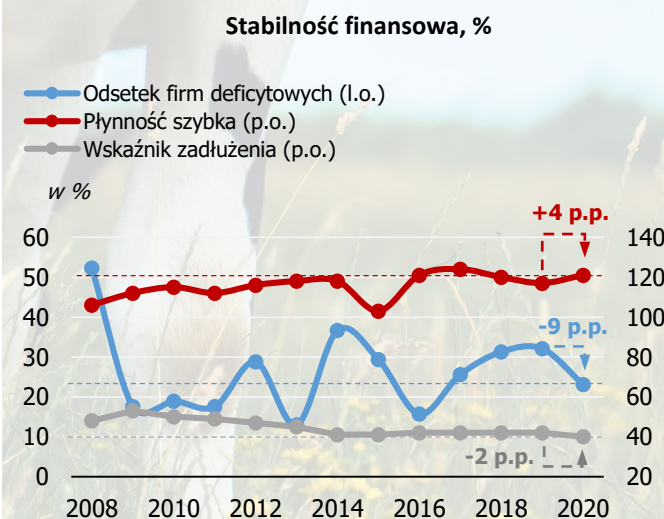 Stabilność finansowa, %
Odsetek firm deficytowych (l.o.)
Płynność szybka (p.o.)
Wskaźnik zadłużenia (p.o.)
w %
+4 p.p.
60 140
50 120
40 100
-9 p.p.
30 80
20 60
10 40
-2 p.p.
0 20
2008 2010 2012 2014 2016 2018 2020